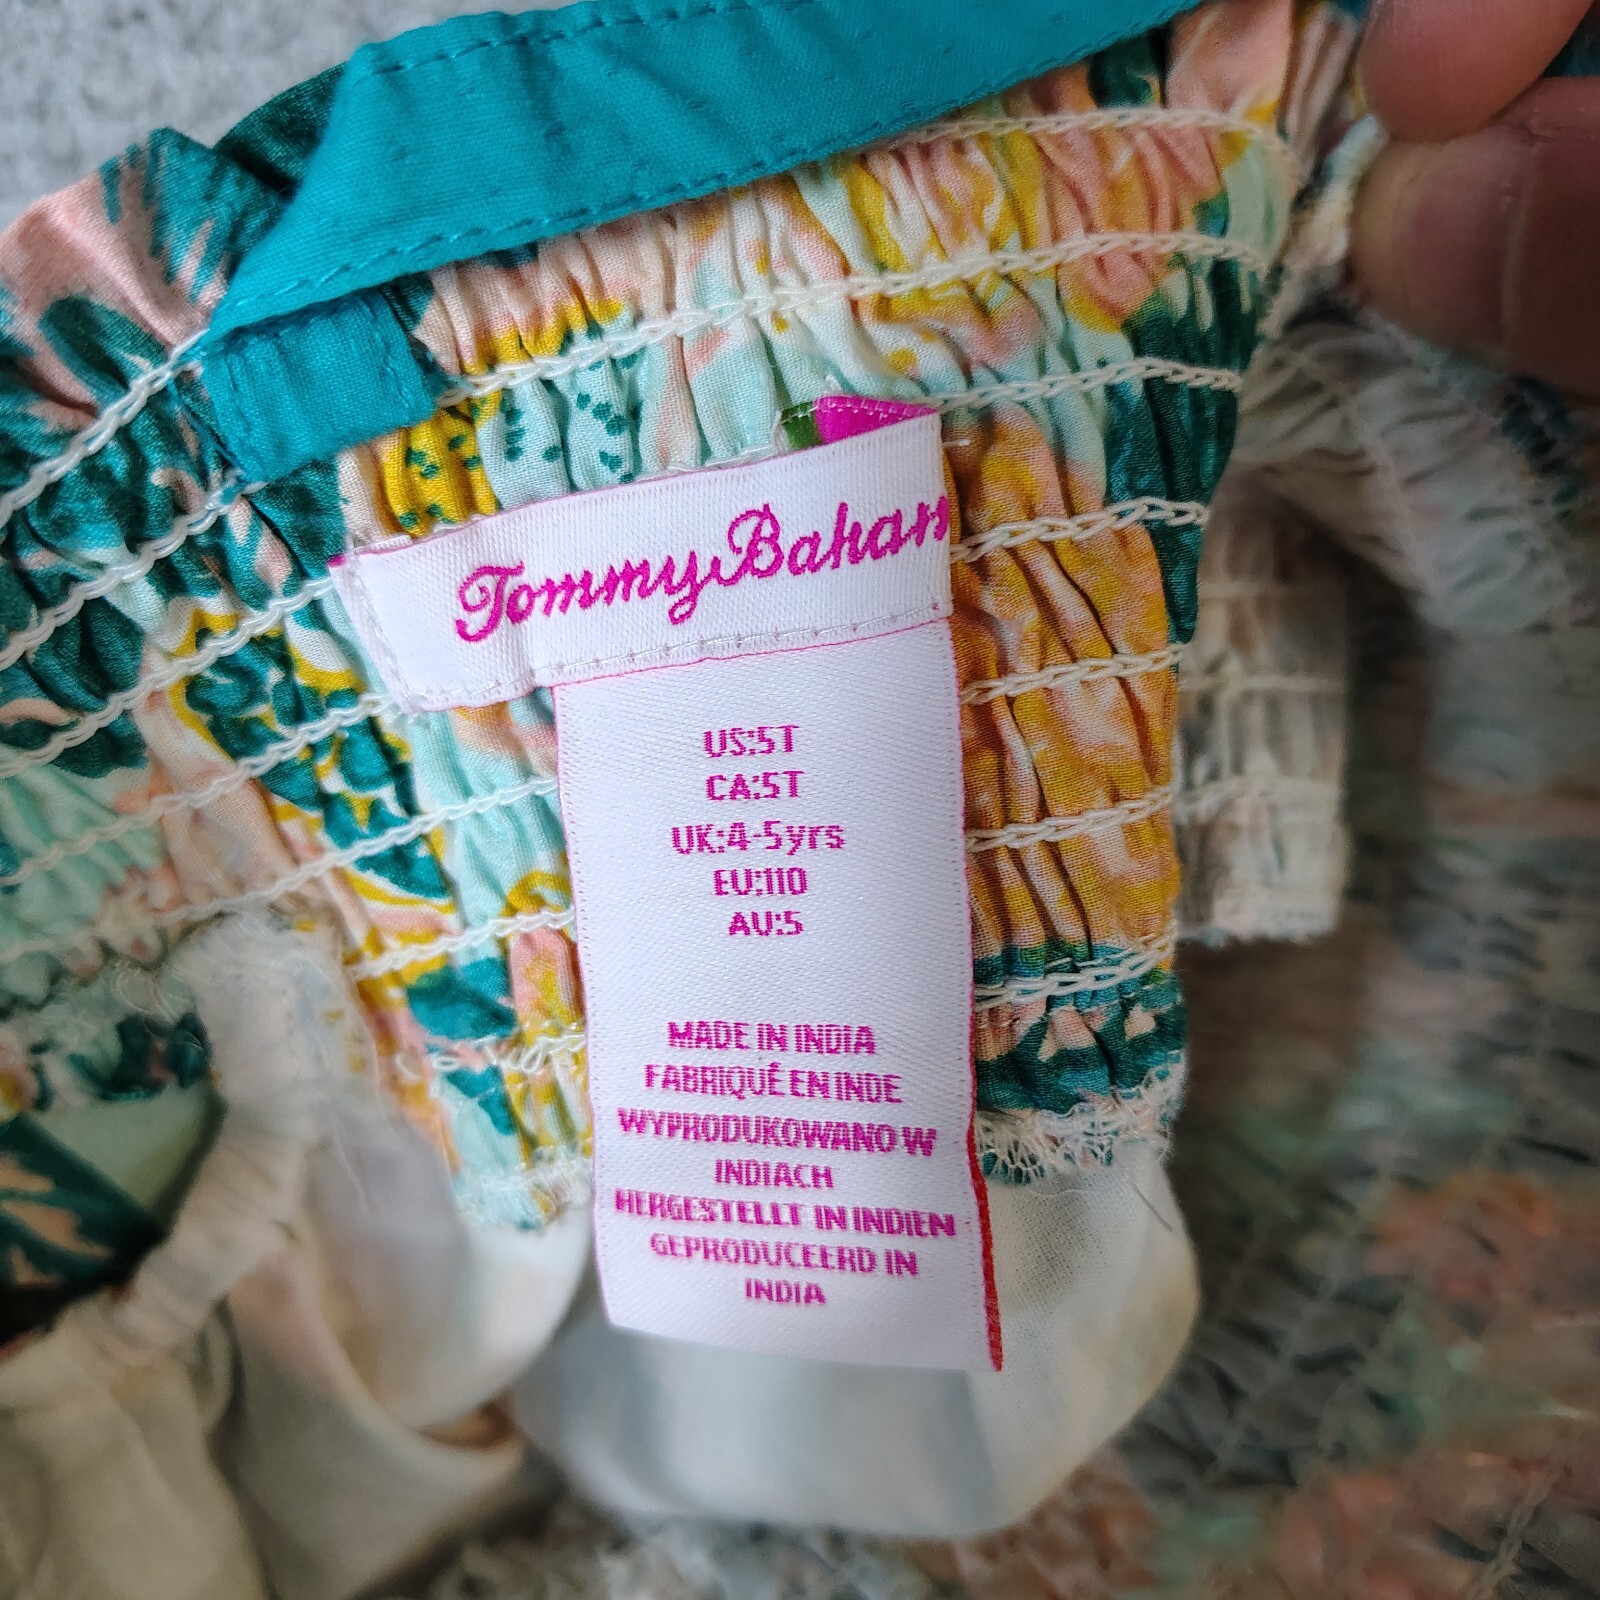 Tommy Baham
US:5T
CA:5T
UK:4-5yrs
EU:110
AU:5
MADE IN INDIA
FABRIQUÉ EN INDE
WYPRODUKOWANO W
INDIACH
HERGESTELLT IN INDIEN
GEPRODUCEERD IN
INDIA